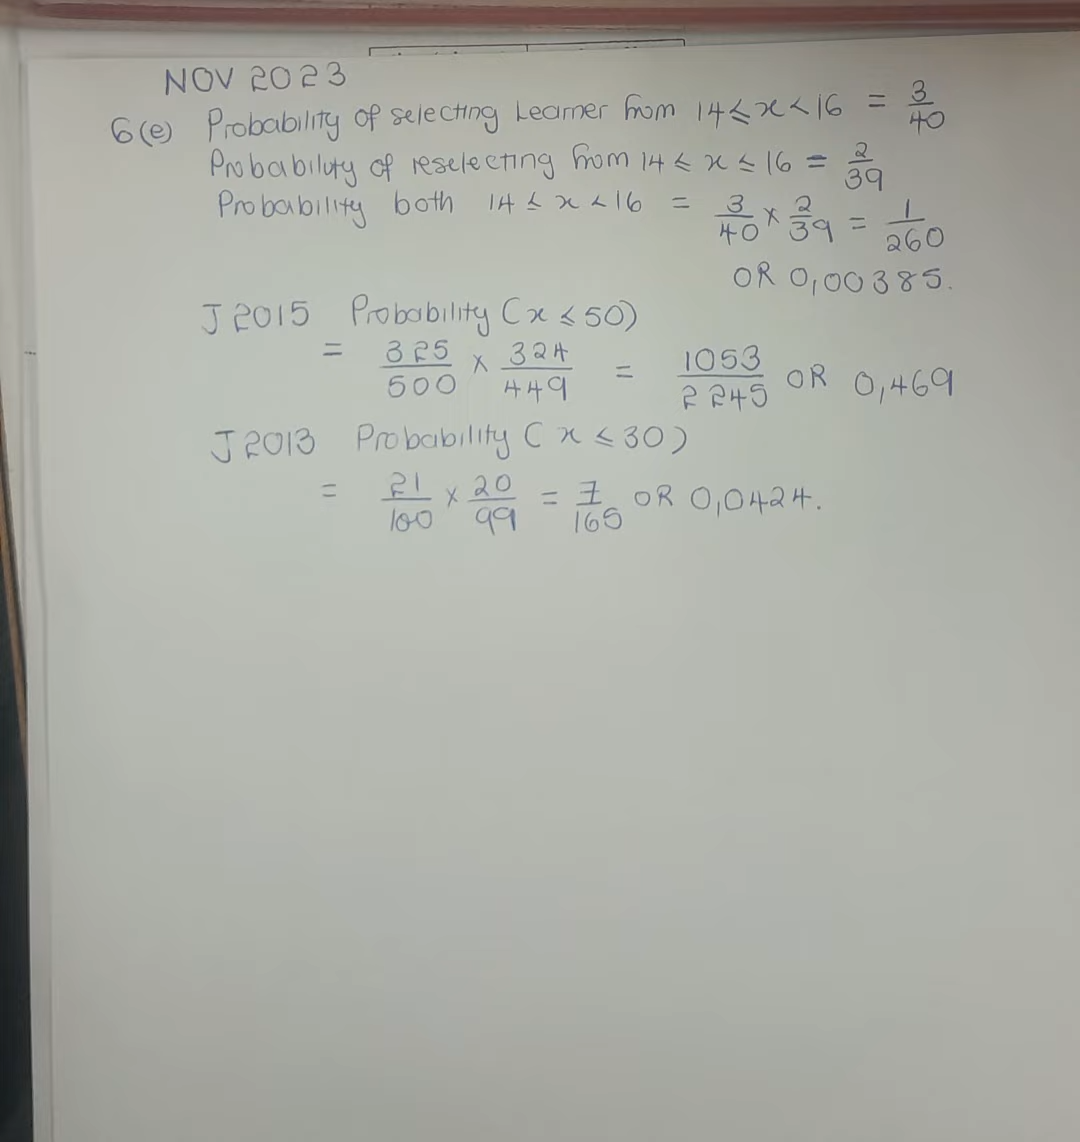 NOV 2023
6(e) Probability of selecting Learner from 14 ≤ x < 16 = 3/40
Probability of reselecting from 14 ≤ x ≤ 16 = 2/39
Probability both 14 ≤ x < 16 = 3/40 × 2/39 = 1/260
OR 0,00385.
J 2015 Probability (x ≤ 50)
= 325/500 × 324/449 = 1053/2245 OR 0,469
J 2013 Probability (x ≤ 30)
= 21/100 × 20/99 = 7/165 OR 0,0424.